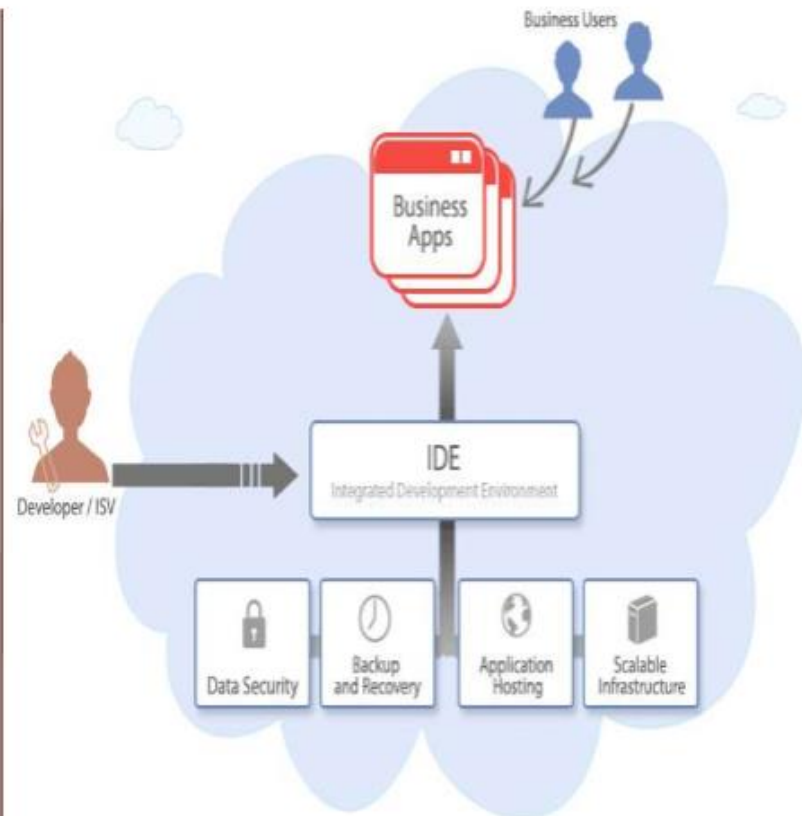 Business Users
Business
Apps
IDE
Integrated Development Environment
Developer / ISV
Data Security
Backup
and Recovery
Application
Hosting
Scalable
Infrastructure